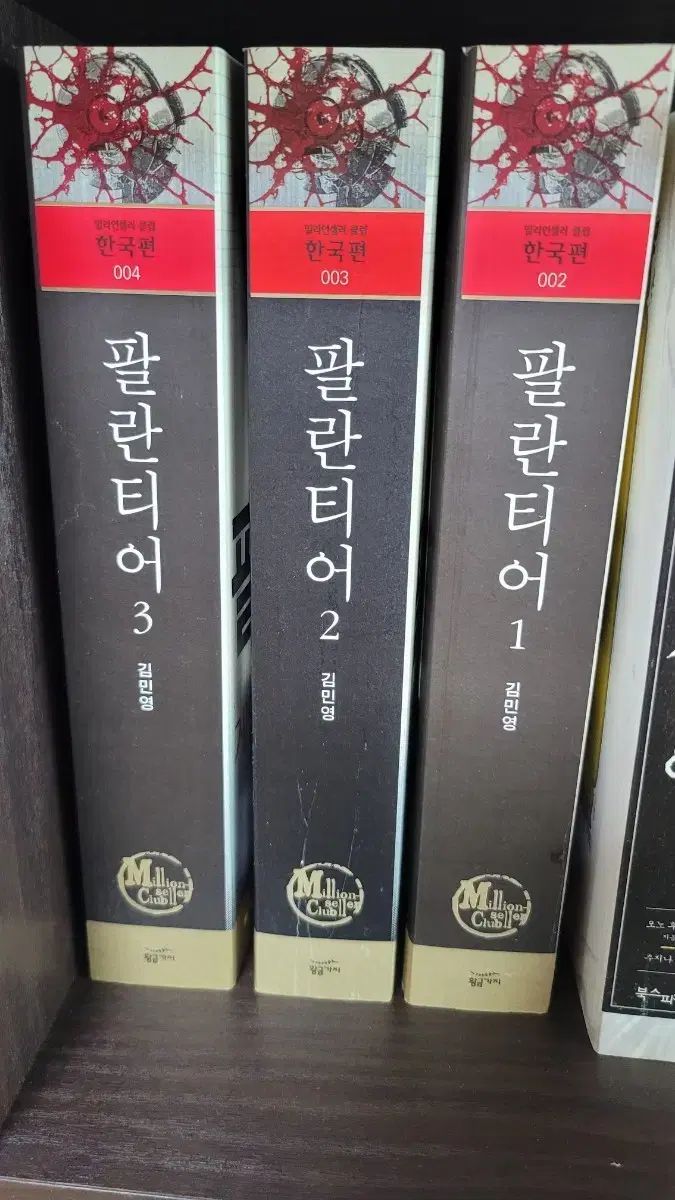 밀리언셀러 클럽
한국편
004
팔란티어
3
김민영
Million-
seller
Club
황금가지
밀리언셀러 클럽
한국편
003
팔란티어
2
김민영
Million-
seller
Club
황금가지
밀리언셀러 클럽
한국편
002
팔란티어
1
김민영
Million-
seller
Club
황금가지